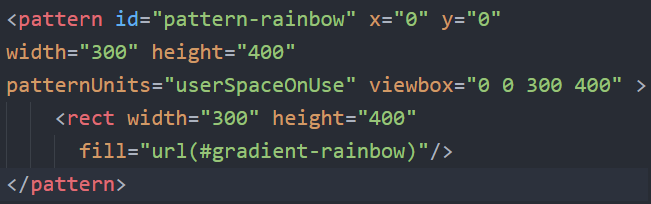 <pattern id="pattern-rainbow" x="0" y="0"
width="300" height="400"
patternUnits="userSpaceOnUse" viewbox="0 0 300 400" >
<rect width="300" height="400"
fill="url(#gradient-rainbow)"/>
</pattern>